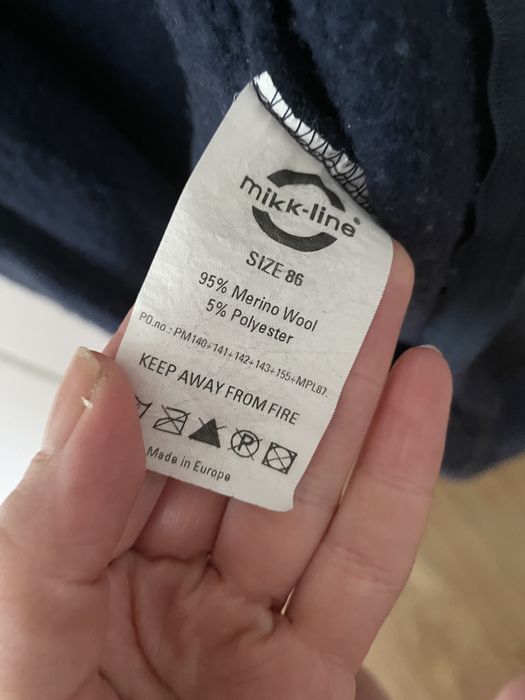 mikk-line®
SIZE 86
95% Merino Wool
5% Polyester
PO.no.: PM140+141+142+143+155+MPL87.
KEEP AWAY FROM FIRE
P
Made in Europe